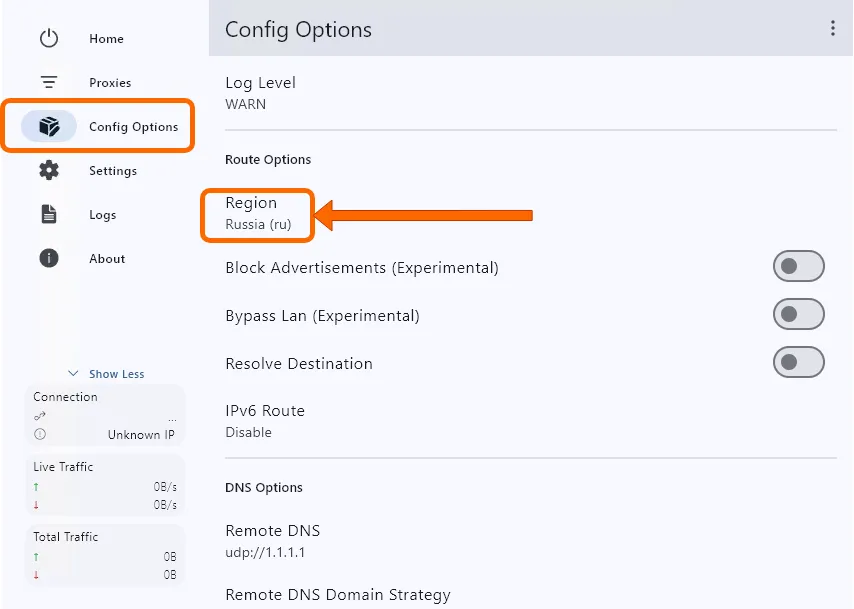 Home
Proxies
Config Options
Settings
Logs
About
Show Less
Connection
...
Unknown IP
Live Traffic
↑ 0B/s
↓ 0B/s
Total Traffic
↑ 0B
↓ 0B
Config Options
Log Level
WARN
Route Options
Region
Russia (ru)
Block Advertisements (Experimental)
Bypass Lan (Experimental)
Resolve Destination
IPv6 Route
Disable
DNS Options
Remote DNS
udp://1.1.1.1
Remote DNS Domain Strategy